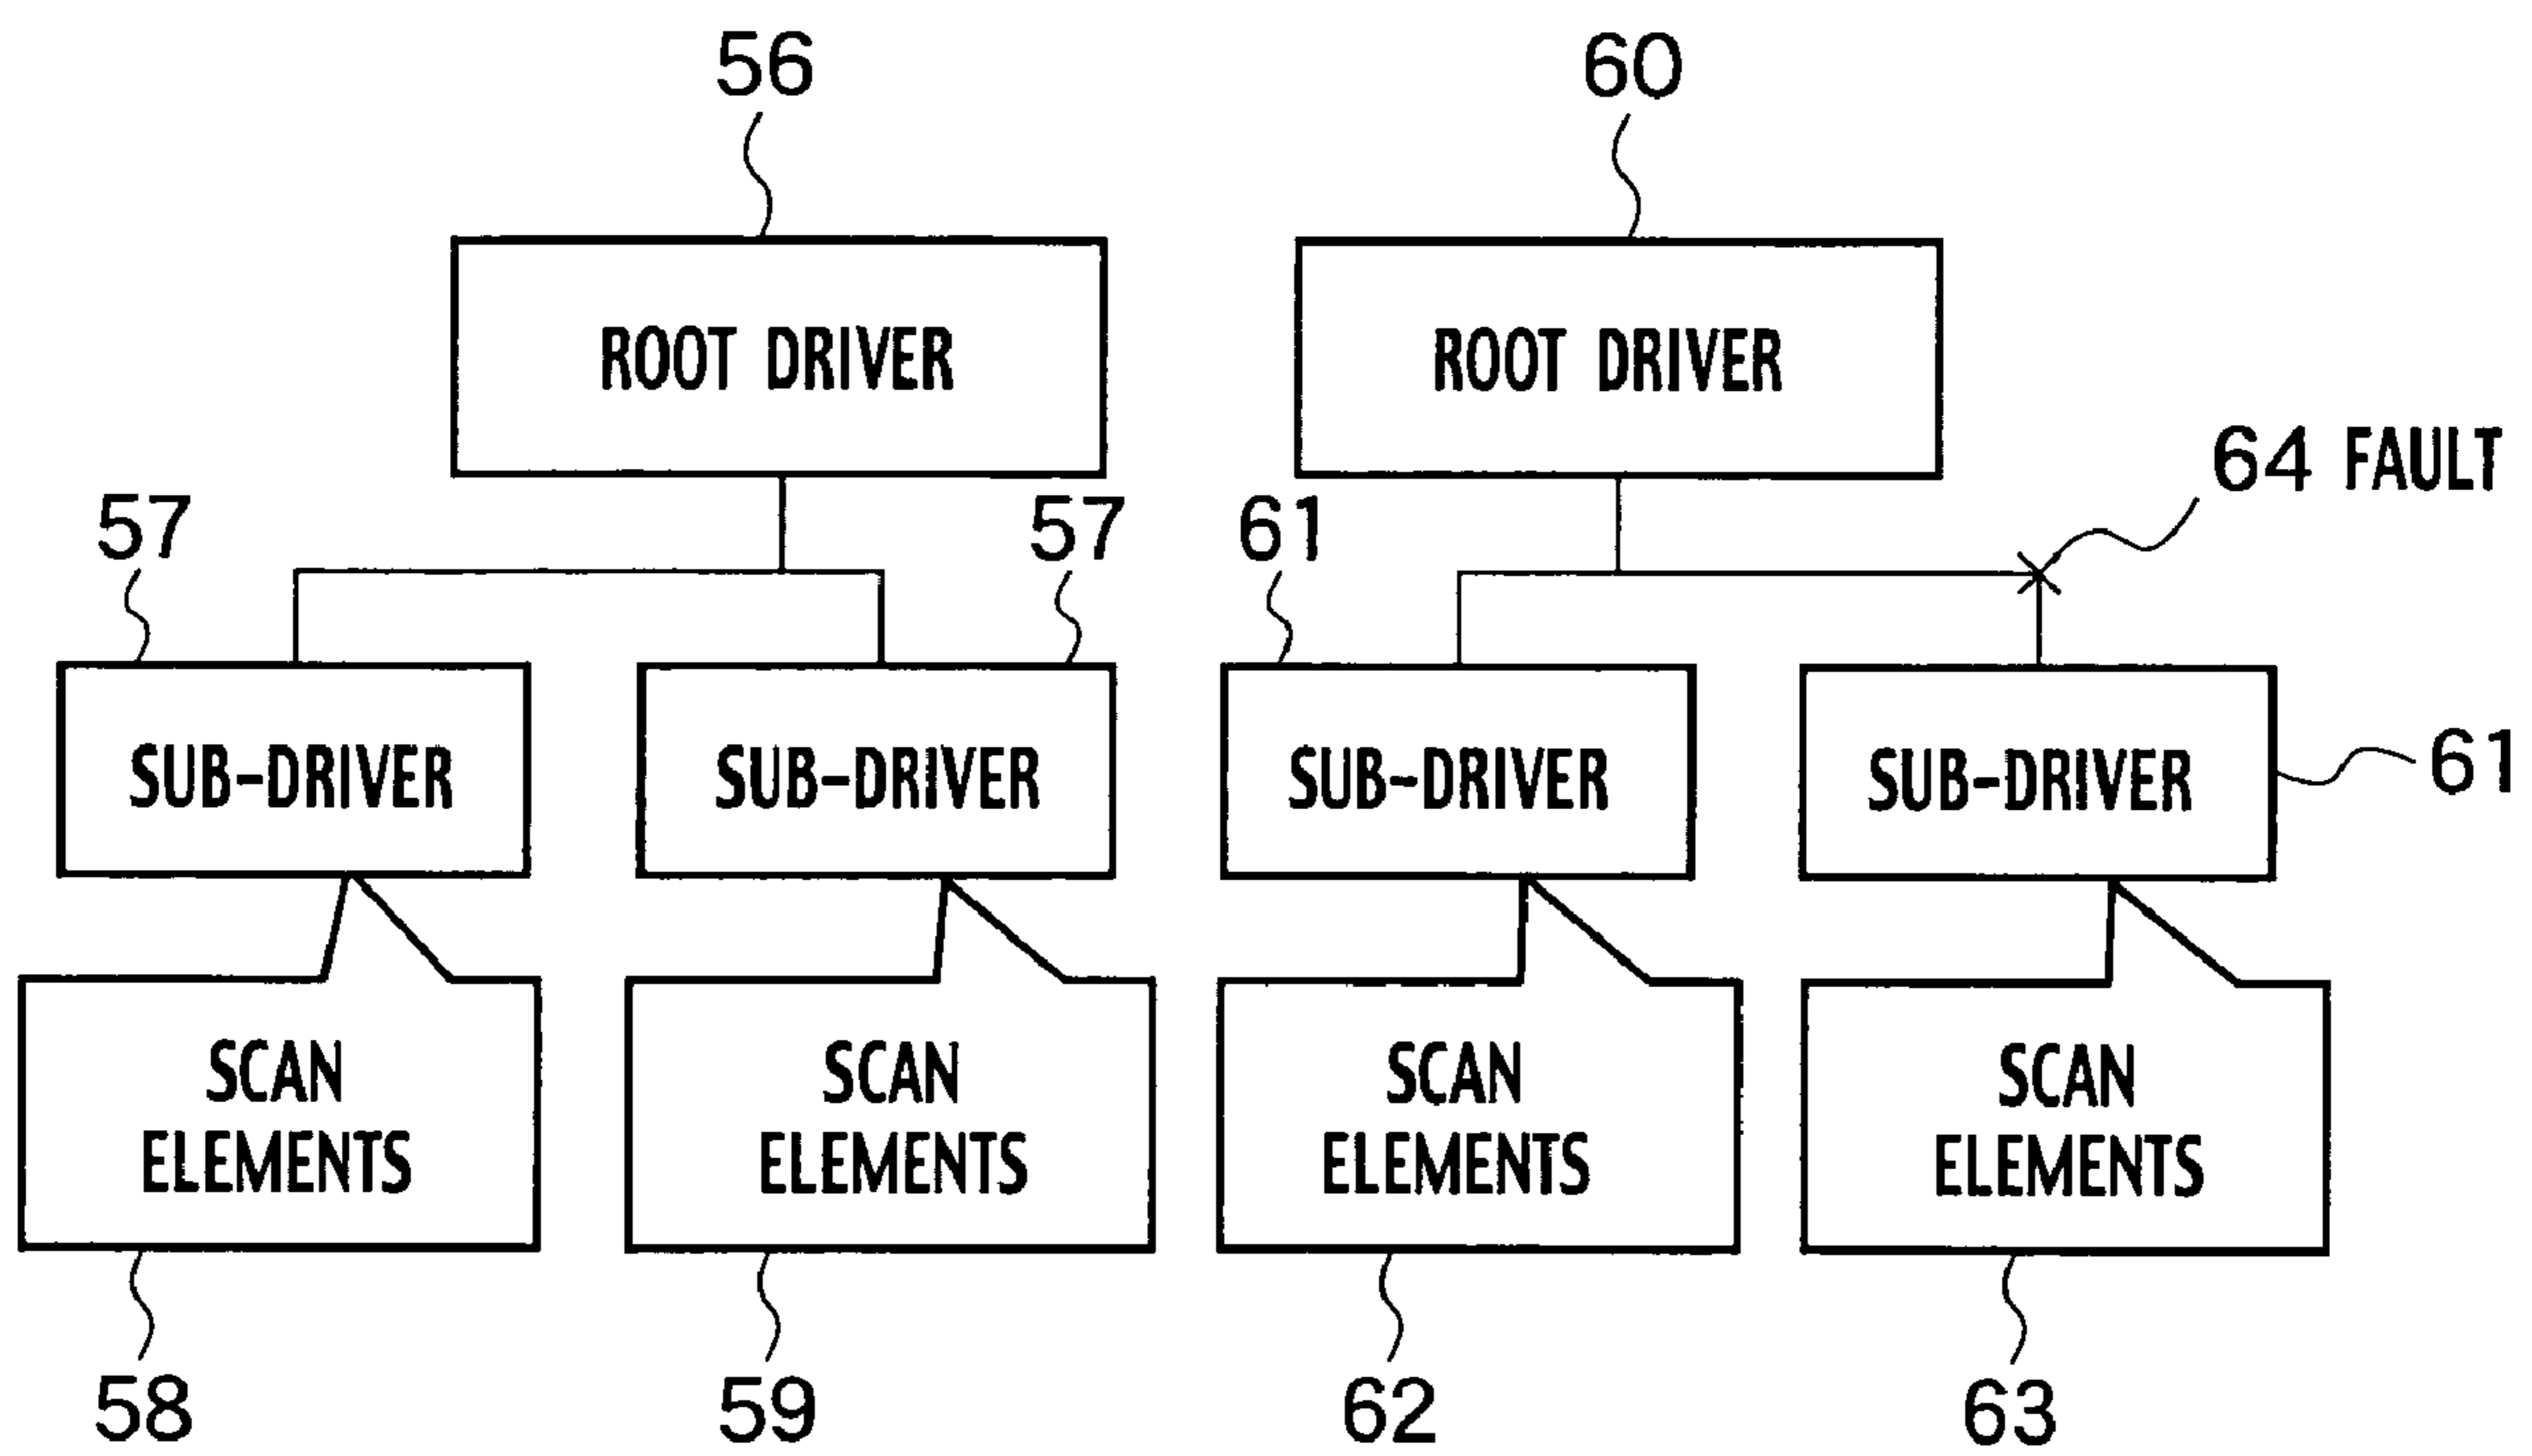 56 60
ROOT DRIVER ROOT DRIVER
64 FAULT
57 57 61
SUB-DRIVER SUB-DRIVER SUB-DRIVER SUB-DRIVER 61
SCAN SCAN SCAN SCAN
ELEMENTS ELEMENTS ELEMENTS ELEMENTS
58 59 62 63